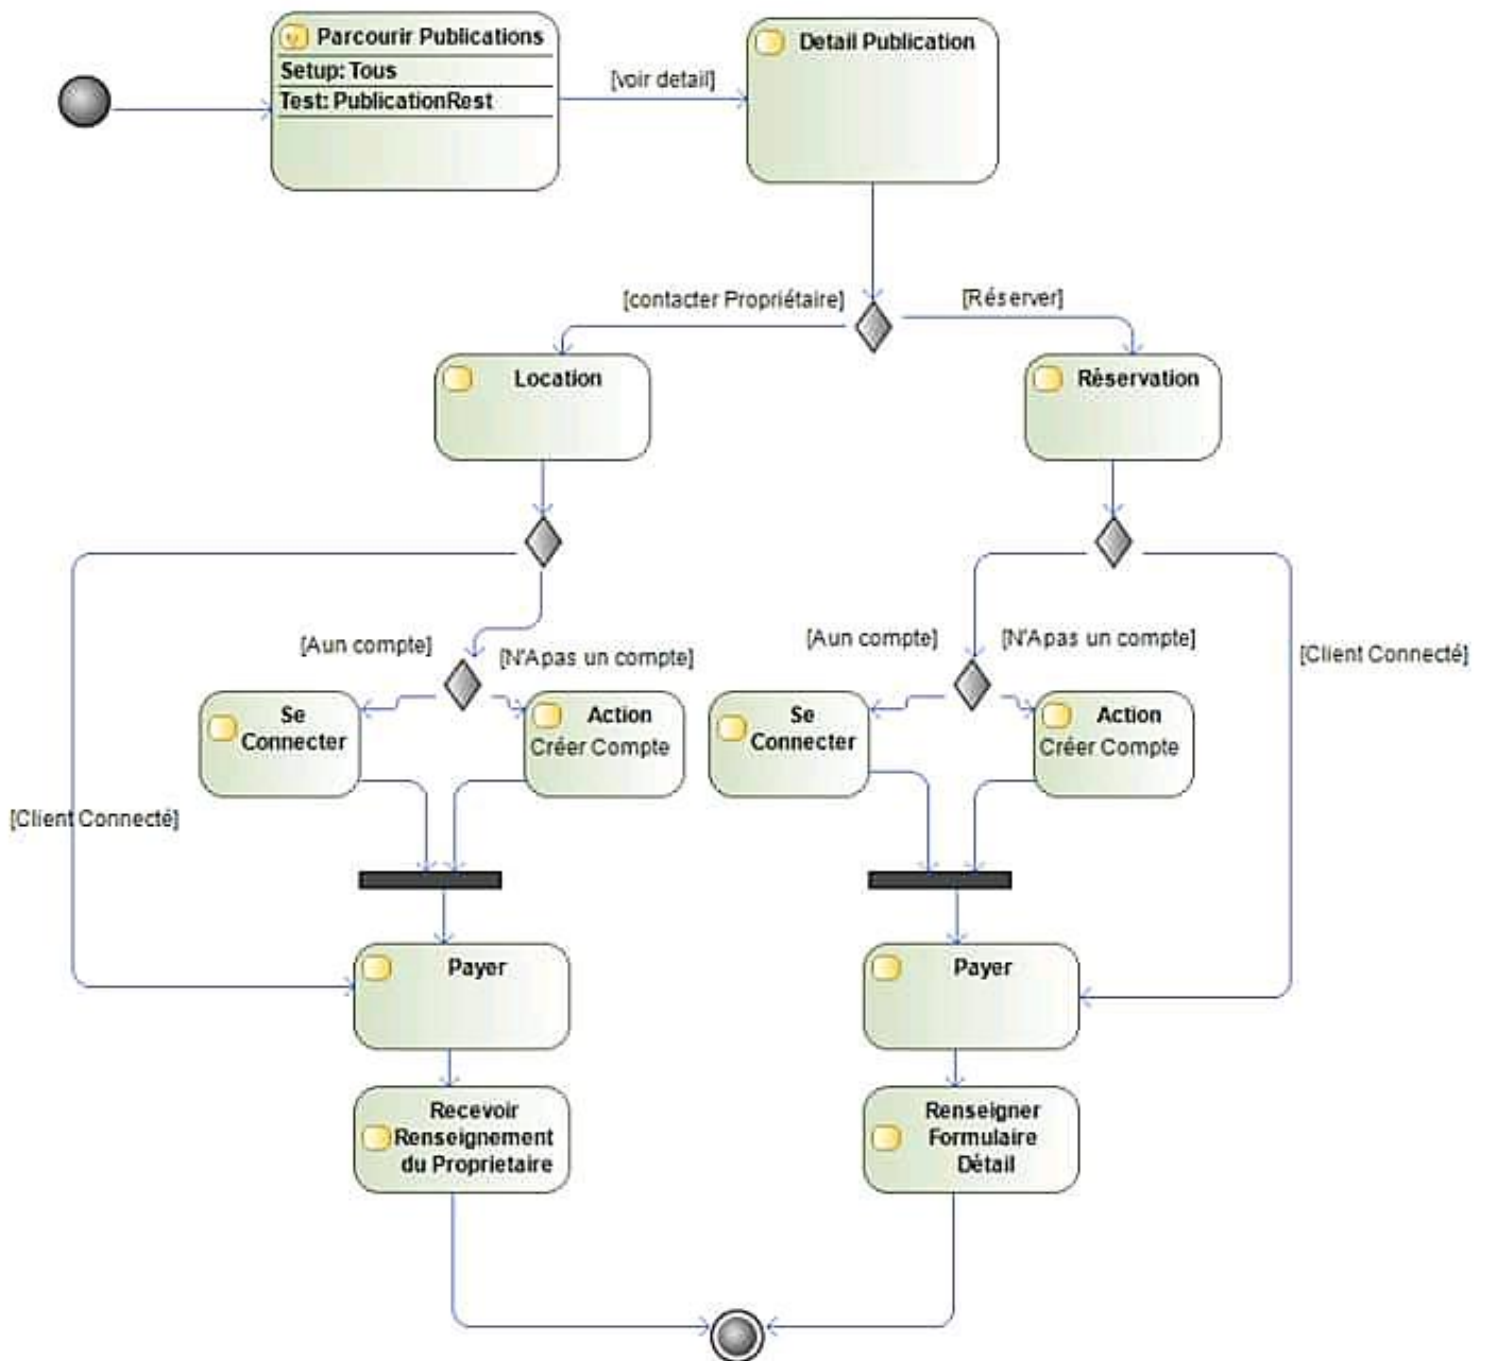 Parcourir Publications
Setup: Tous
Test: PublicationRest
[voir detail]
Detail Publication
[contacter Propriétaire]
[Réserver]
Location
Réservation
[Aun compte]
[N'Apas un compte]
[Aun compte]
[N'Apas un compte]
[Client Connecté]
Se
Connecter
Action
Créer Compte
Se
Connecter
Action
Créer Compte
[Client Connecté]
Payer
Payer
Recevoir
Renseignement
du Proprietaire
Renseigner
Formulaire
Détail